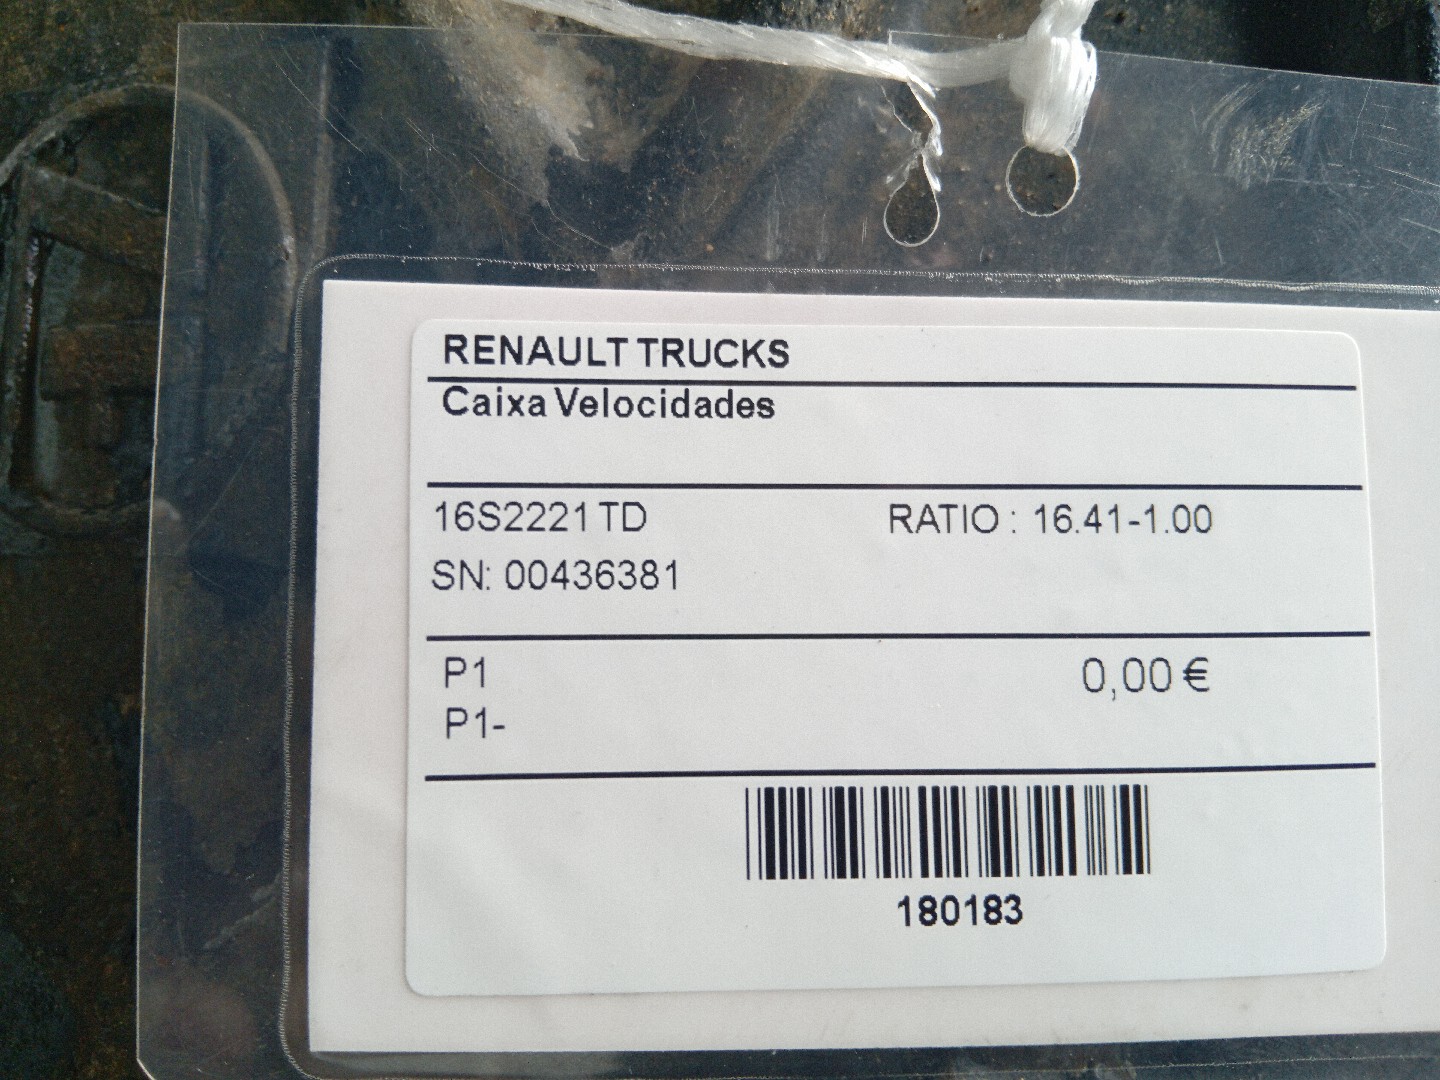 RENAULT TRUCKS
Caixa Velocidades
16S2221 TD RATIO : 16.41-1.00
SN: 00436381
P1 0,00 €
P1-
180183